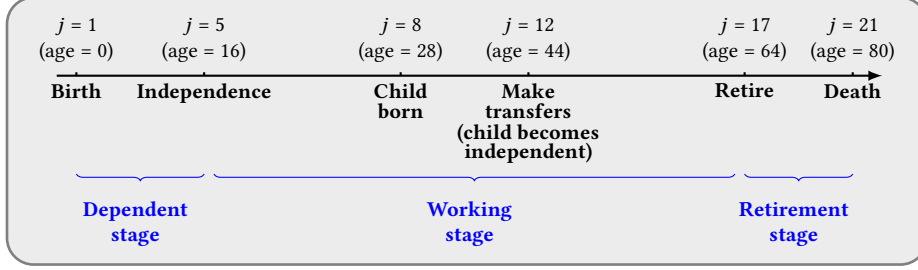 j = 1 j = 5 j = 8 j = 12 j = 17 j = 21
(age = 0) (age = 16) (age = 28) (age = 44) (age = 64) (age = 80)
Birth Independence Child Make Retire Death
born transfers
(child becomes
independent)
Dependent Working Retirement
stage stage stage